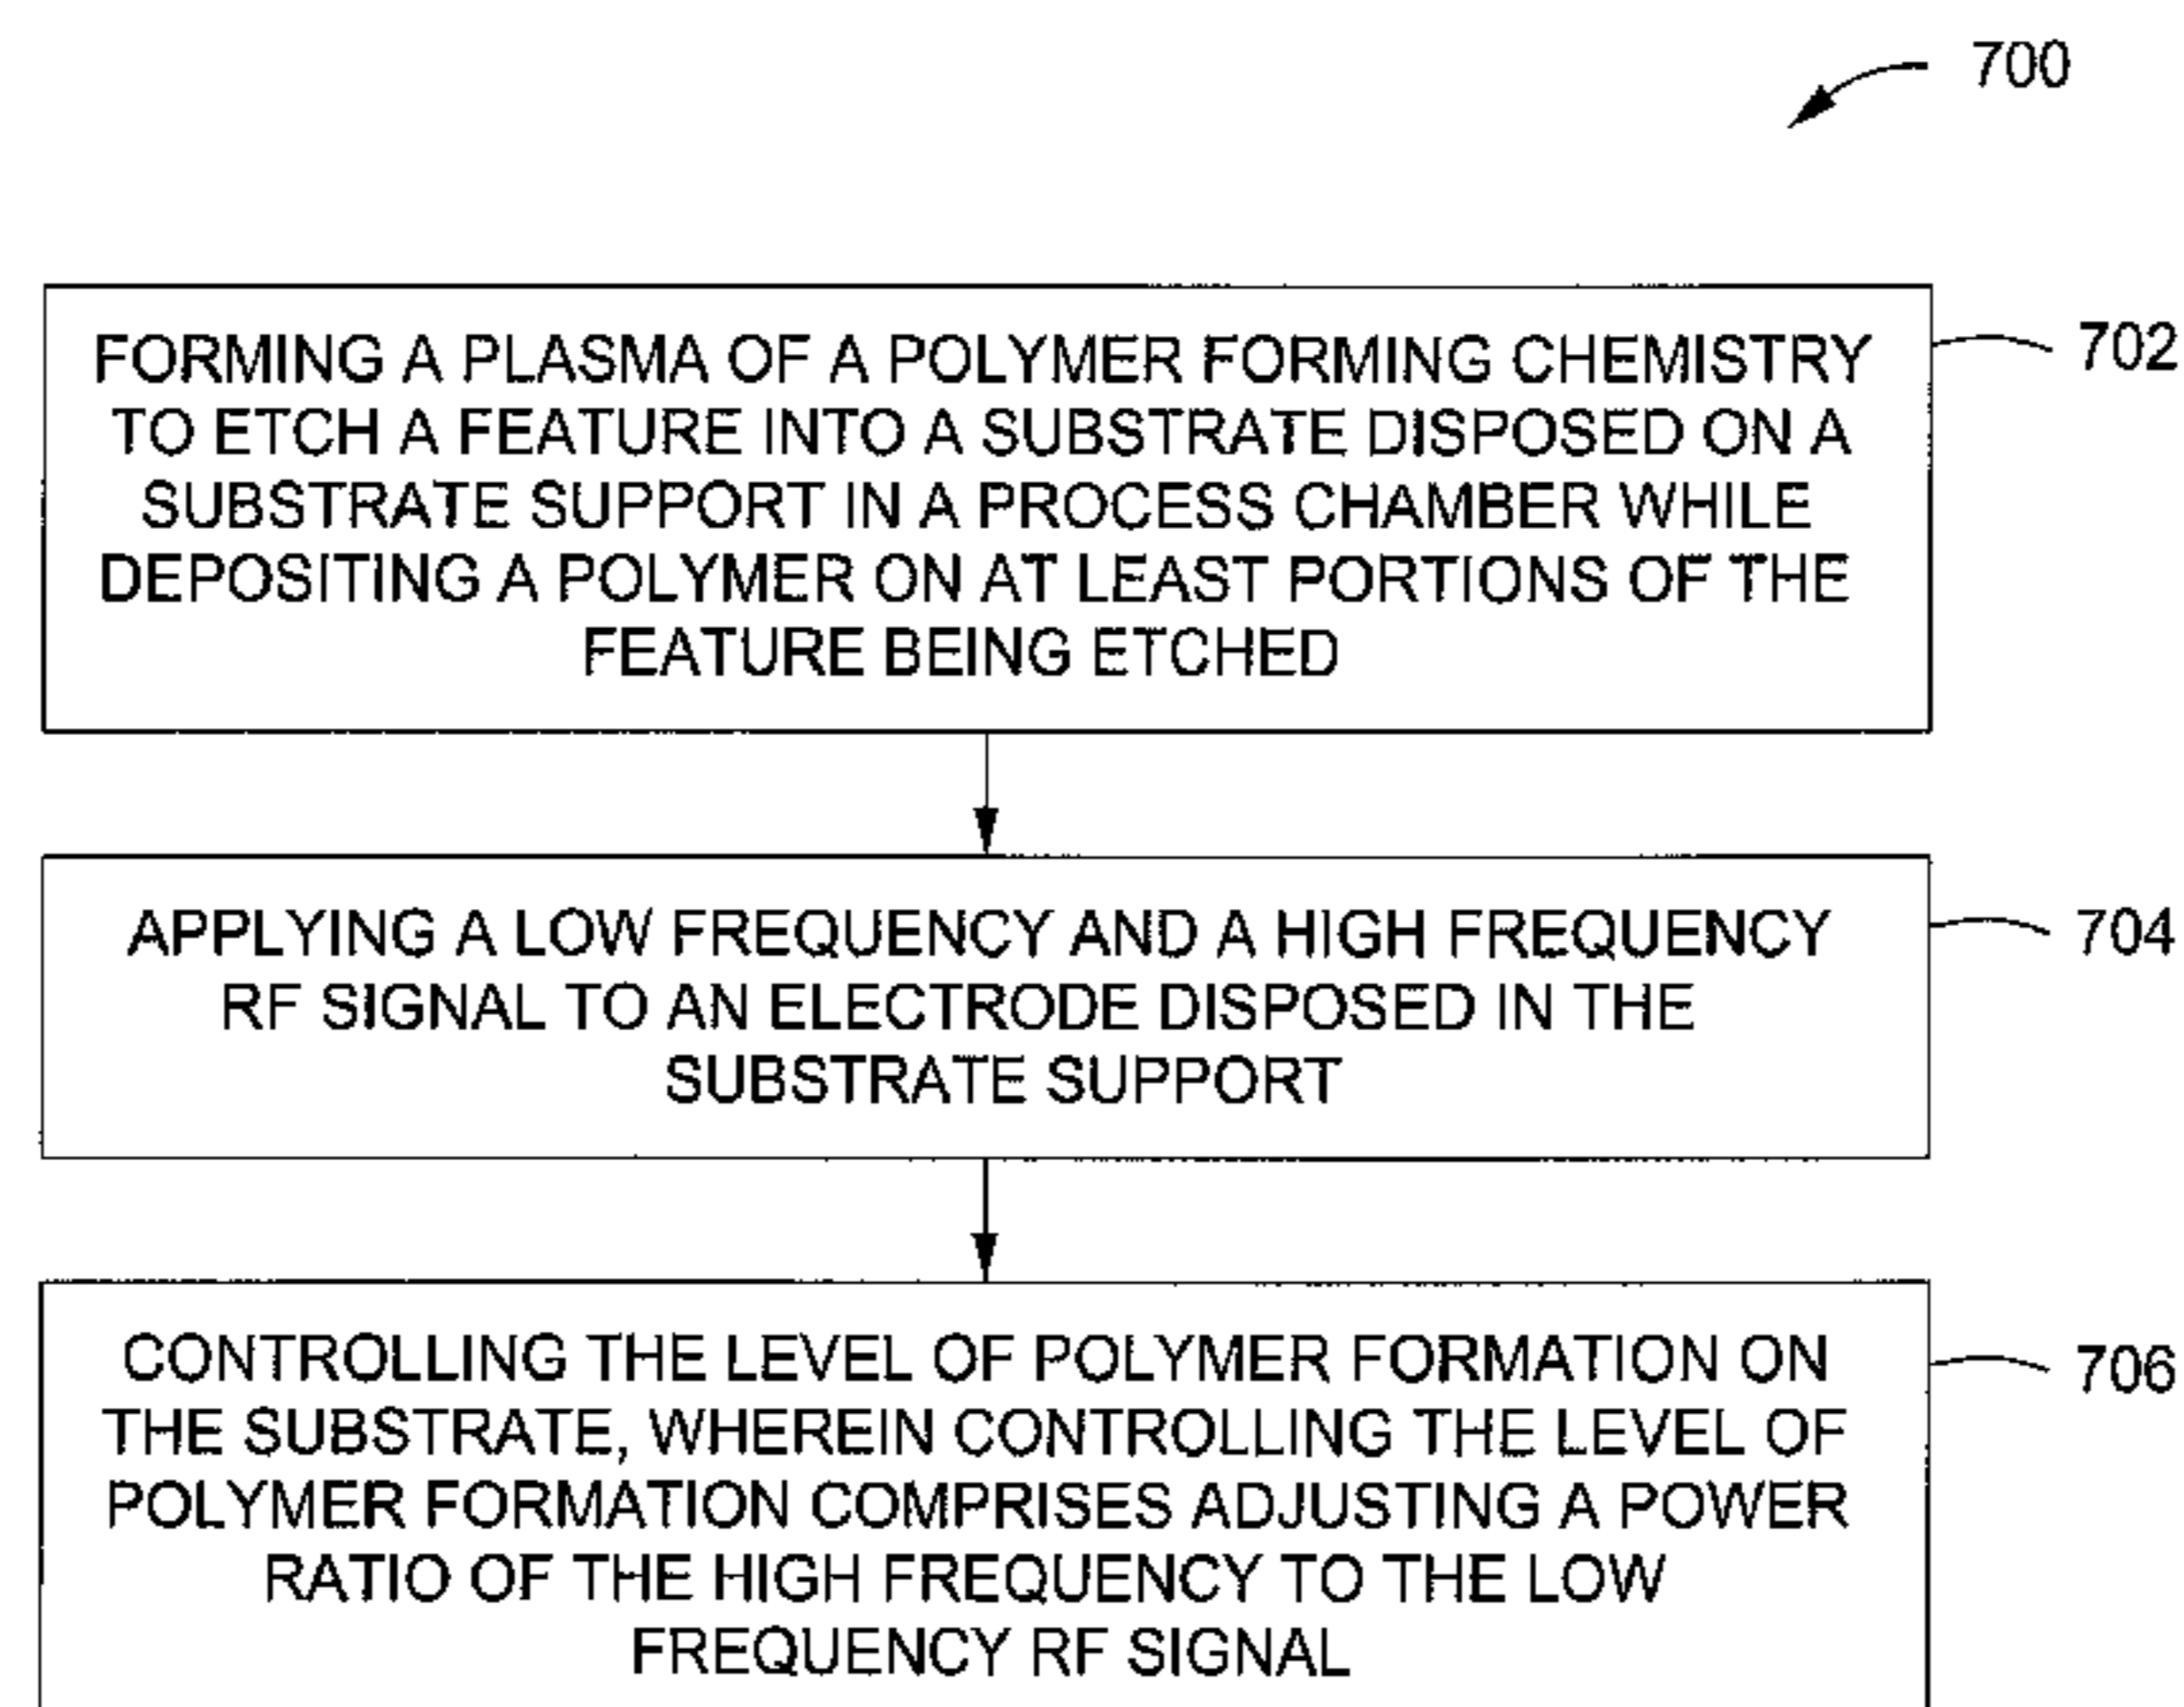 700
FORMING A PLASMA OF A POLYMER FORMING CHEMISTRY
TO ETCH A FEATURE INTO A SUBSTRATE DISPOSED ON A
SUBSTRATE SUPPORT IN A PROCESS CHAMBER WHILE
DEPOSITING A POLYMER ON AT LEAST PORTIONS OF THE
FEATURE BEING ETCHED
702
APPLYING A LOW FREQUENCY AND A HIGH FREQUENCY
RF SIGNAL TO AN ELECTRODE DISPOSED IN THE
SUBSTRATE SUPPORT
704
CONTROLLING THE LEVEL OF POLYMER FORMATION ON
THE SUBSTRATE, WHEREIN CONTROLLING THE LEVEL OF
POLYMER FORMATION COMPRISES ADJUSTING A POWER
RATIO OF THE HIGH FREQUENCY TO THE LOW
FREQUENCY RF SIGNAL
706